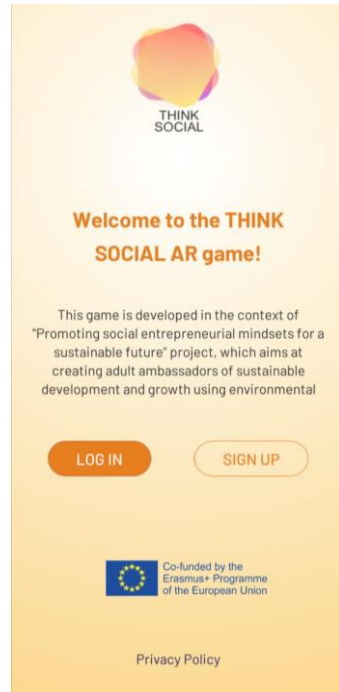 THINK
SOCIAL
Welcome to the THINK
SOCIAL AR game!
This game is developed in the context of
"Promoting social entrepreneurial mindsets for a
sustainable future" project, which aims at
creating adult ambassadors of sustainable
development and growth using environmental
LOG IN
SIGN UP
Co-funded by the
Erasmus+ Programme
of the European Union
Privacy Policy